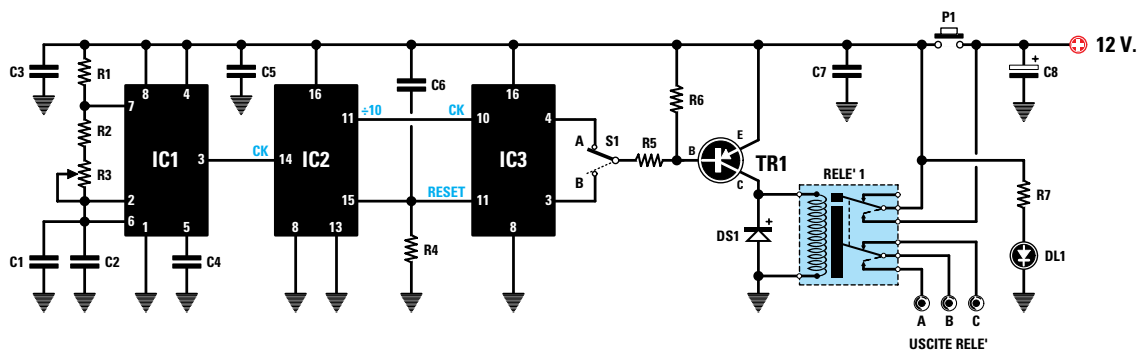 P1
12 V.
C3
R1
C5
C6
R6
C7
+
C8
8
4
16
16
7
11
÷10
CK
10
4
R2
A
S1
R5
E
B
IC1
3
CK
14
IC2
IC3
TR1
R3
B
C
RELE' 1
R7
2
15
RESET
11
3
6
+
DS1
DL1
1
5
8
13
R4
8
C1
C2
C4
A
B
C
USCITE RELE'